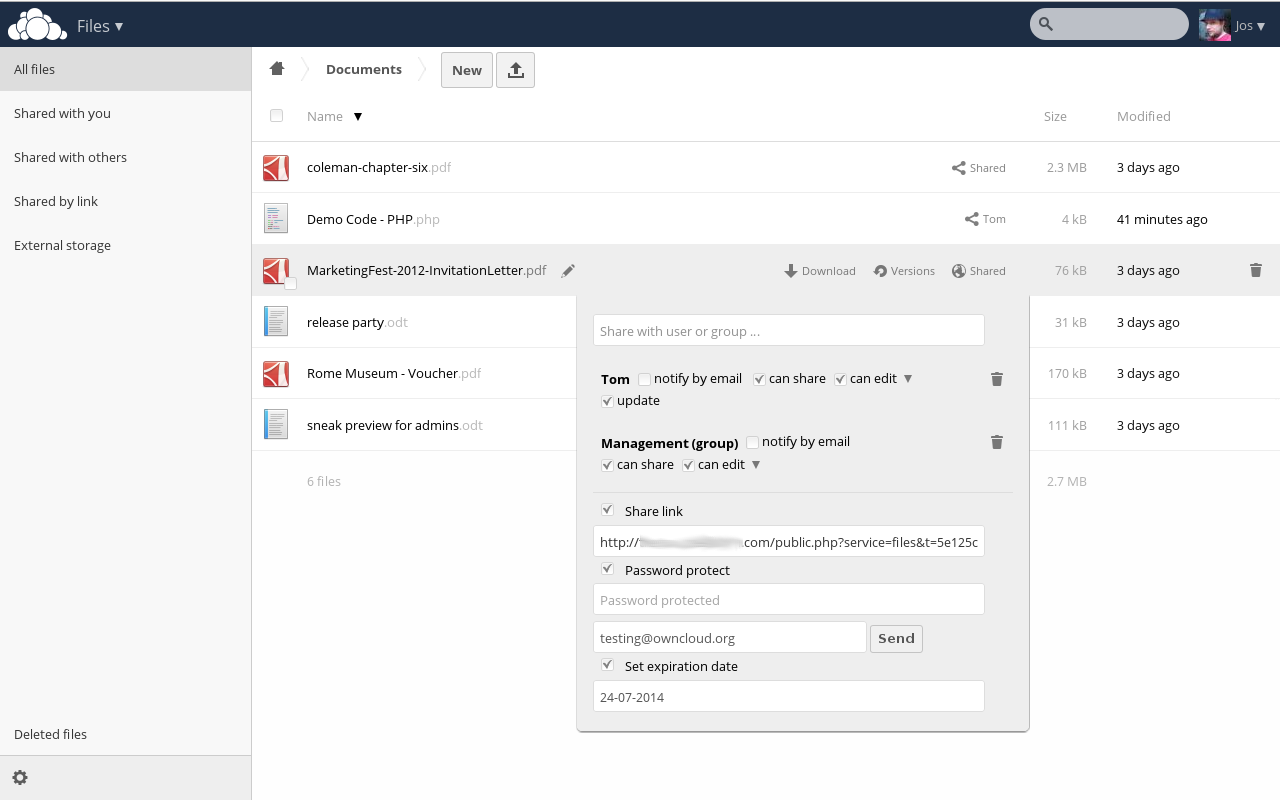 Files ▼
Jos ▼
All files
Shared with you
Shared with others
Shared by link
External storage
Deleted files
Documents
New
Name ▼ Size Modified
coleman-chapter-six.pdf Shared 2.3 MB 3 days ago
Demo Code - PHP.php Tom 4 kB 41 minutes ago
MarketingFest-2012-InvitationLetter.pdf Download Versions Shared 76 kB 3 days ago
release party.odt 31 kB 3 days ago
Rome Museum - Voucher.pdf 170 kB 3 days ago
sneak preview for admins.odt 111 kB 3 days ago
6 files 2.7 MB
Share with user or group ...
Tom notify by email can share can edit ▼
update
Management (group) notify by email
can share can edit ▼
Share link
http:// com/public.php?service=files&t=5e125c
Password protect
Password protected
testing@owncloud.org Send
Set expiration date
24-07-2014